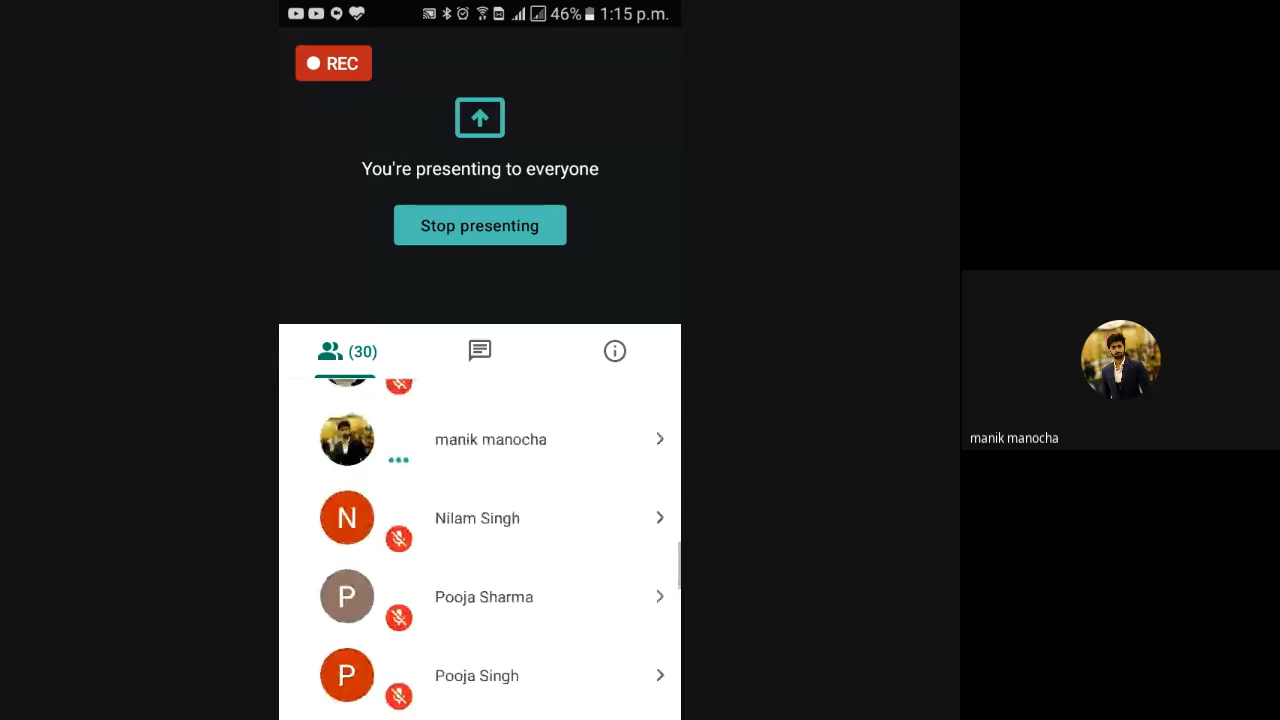 46% 1:15 p.m.
REC
You're presenting to everyone
Stop presenting
(30)
manik manocha
N Nilam Singh
P Pooja Sharma
P Pooja Singh
manik manocha